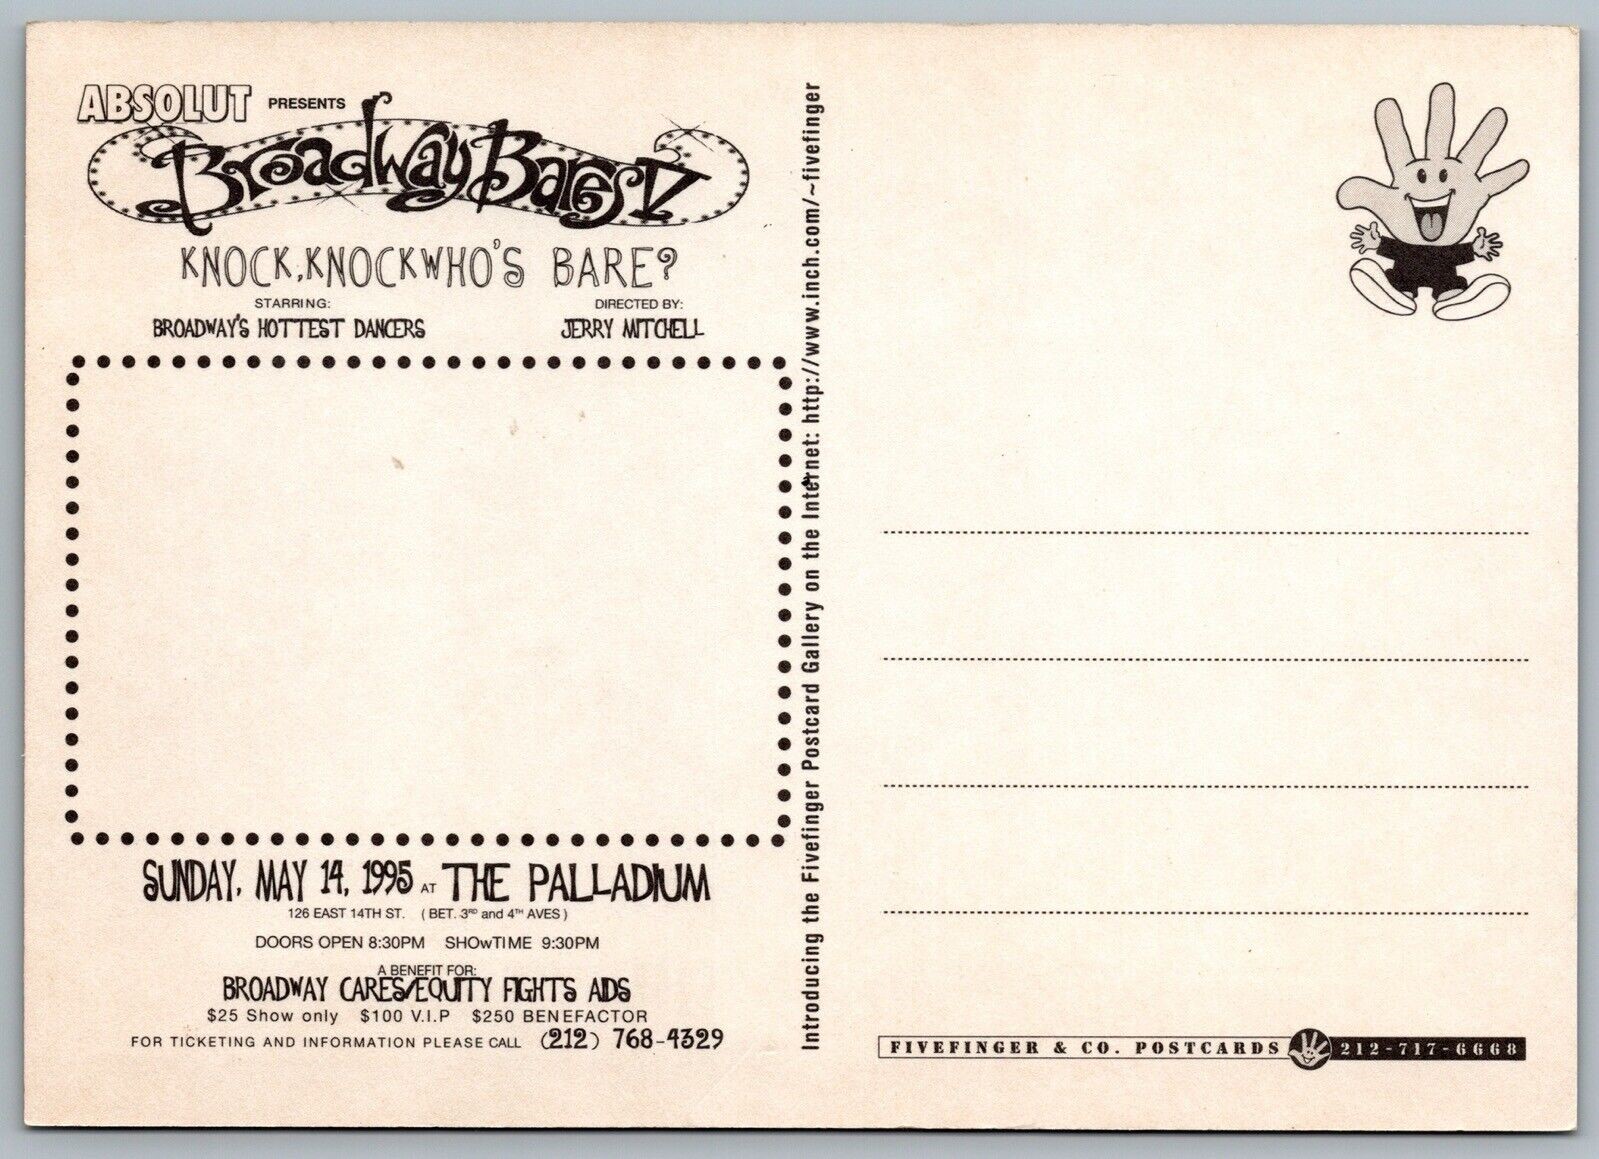 ABSOLUT PRESENTS
Broadway Bares V
KNOCK, KNOCK WHO'S BARE?
STARRING:
BROADWAY'S HOTTEST DANCERS
DIRECTED BY:
JERRY MITCHELL
SUNDAY, MAY 14, 1995 AT THE PALLADIUM
126 EAST 14TH ST. (BET. 3RD and 4TH AVES)
DOORS OPEN 8:30PM SHOwTIME 9:30PM
A BENEFIT FOR:
BROADWAY CARES/EQUITY FIGHTS AIDS
$25 Show only $100 V.I.P $250 BENEFACTOR
FOR TICKETING AND INFORMATION PLEASE CALL (212) 768-4329
Introducing the Fivefinger Postcard Gallery on the Internet: http://www.inch.com/~fivefinger
FIVEFINGER & CO. POSTCARDS 212-717-6668